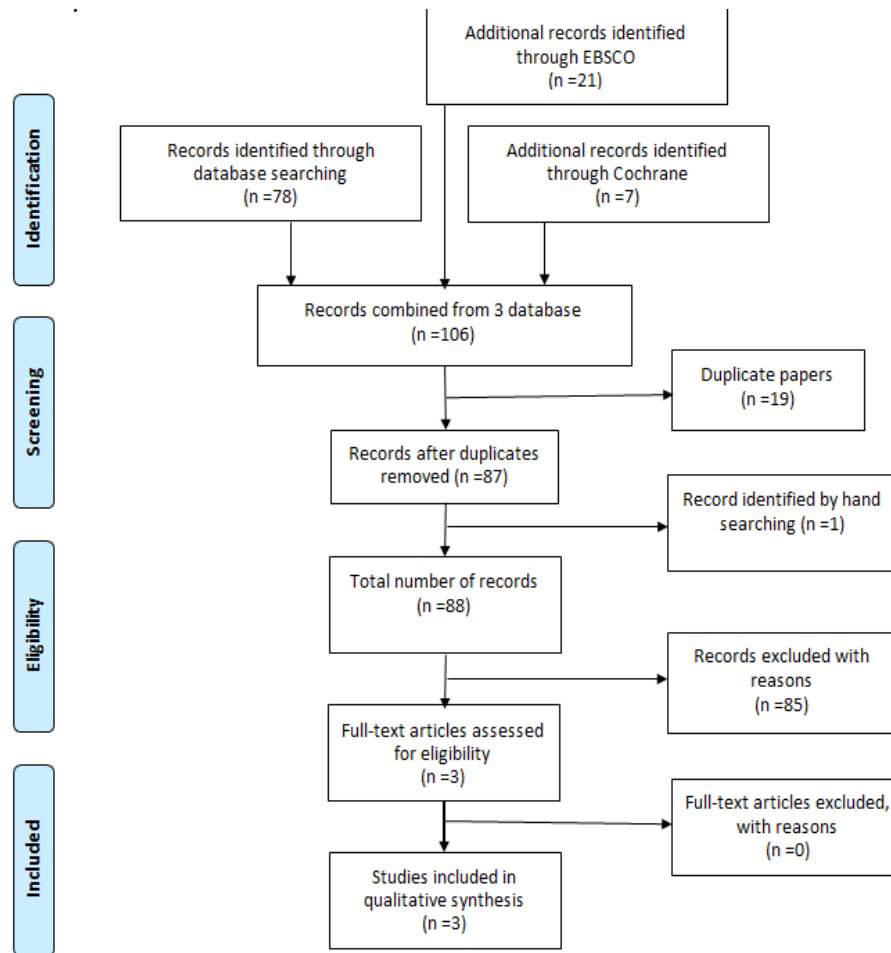 Additional records identified
through EBSCO
(n =21)
Identification
Records identified through
database searching
(n =78)
Additional records identified
through Cochrane
(n =7)
Records combined from 3 database
(n =106)
Screening
Duplicate papers
(n =19)
Records after duplicates
removed (n =87)
Record identified by hand
searching (n =1)
Eligibility
Total number of records
(n =88)
Records excluded with
reasons
(n =85)
Full-text articles assessed
for eligibility
(n =3)
Included
Full-text articles excluded,
with reasons
(n =0)
Studies included in
qualitative synthesis
(n =3)